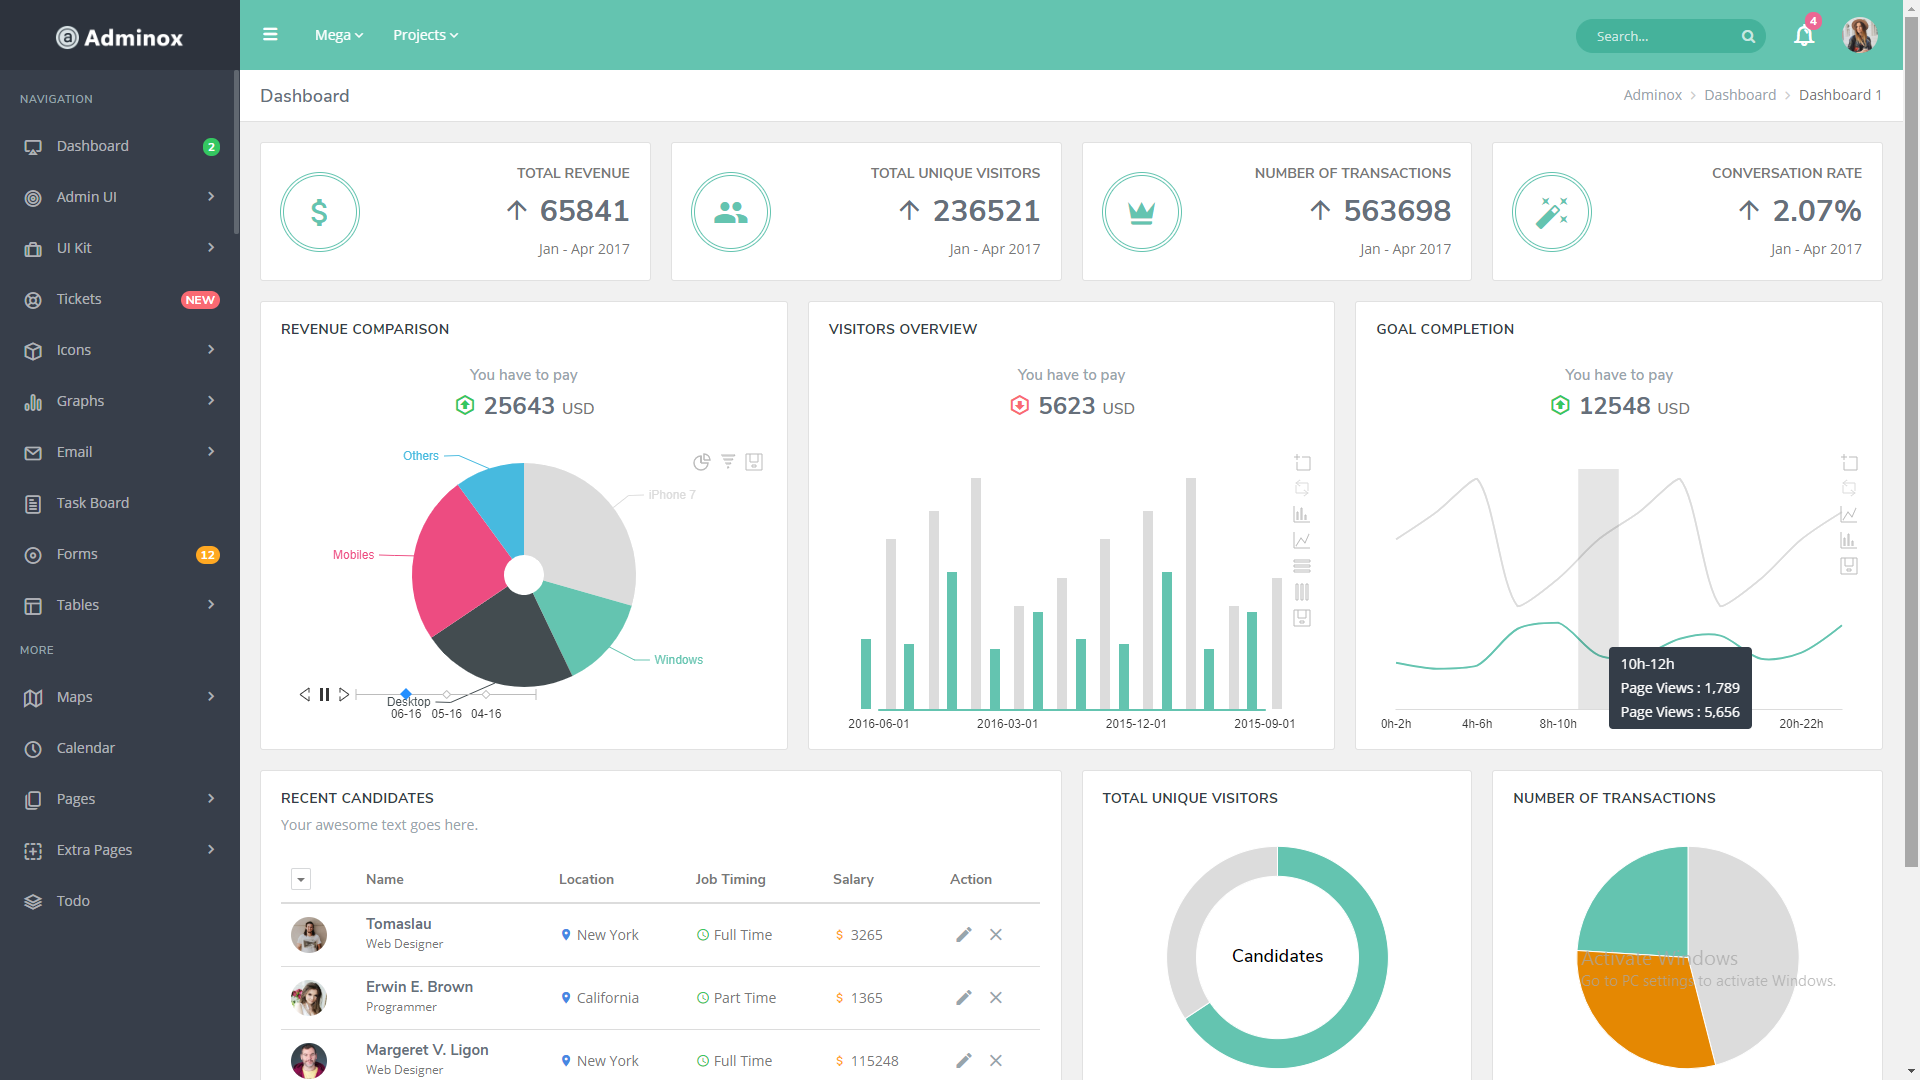 Adminox
Mega
Projects
Search...
4
NAVIGATION
Dashboard
2
Admin UI
UI Kit
Tickets
NEW
Icons
Graphs
Email
Task Board
Forms
12
Tables
MORE
Maps
Calendar
Pages
Extra Pages
Todo
Dashboard
Adminox > Dashboard > Dashboard 1
TOTAL REVENUE
65841
Jan - Apr 2017
TOTAL UNIQUE VISITORS
236521
Jan - Apr 2017
NUMBER OF TRANSACTIONS
563698
Jan - Apr 2017
CONVERSATION RATE
2.07%
Jan - Apr 2017
REVENUE COMPARISON
You have to pay
25643 USD
Others
iPhone 7
Mobiles
Windows
Desktop
06-16 05-16 04-16
VISITORS OVERVIEW
You have to pay
5623 USD
2016-06-01 2016-03-01 2015-12-01 2015-09-01
GOAL COMPLETION
You have to pay
12548 USD
10h-12h
Page Views : 1,789
Page Views : 5,656
0h-2h 4h-6h 8h-10h 20h-22h
RECENT CANDIDATES
Your awesome text goes here.
Name Location Job Timing Salary Action
Tomaslau
Web Designer
New York Full Time $ 3265
Erwin E. Brown
Programmer
California Part Time $ 1365
Margeret V. Ligon
Web Designer
New York Full Time $ 115248
TOTAL UNIQUE VISITORS
Candidates
NUMBER OF TRANSACTIONS
Activate Windows
Go to PC settings to activate Windows.